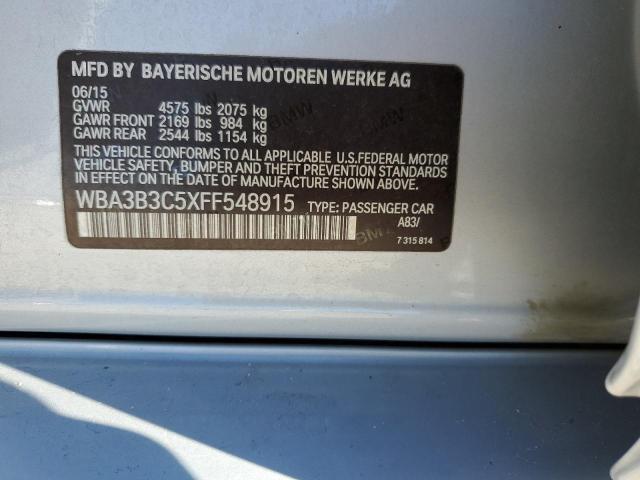 MFD BY BAYERISCHE MOTOREN WERKE AG
06/15
GVWR 4575 lbs 2075 kg
GAWR FRONT 2169 lbs 984 kg
GAWR REAR 2544 lbs 1154 kg
THIS VEHICLE CONFORMS TO ALL APPLICABLE U.S.FEDERAL MOTOR
VEHICLE SAFETY, BUMPER AND THEFT PREVENTION STANDARDS
IN EFFECT ON THE DATE OF MANUFACTURE SHOWN ABOVE.
WBA3B3C5XFF548915 TYPE: PASSENGER CAR
A83/
7 315 814
BMW
BMW
BMW